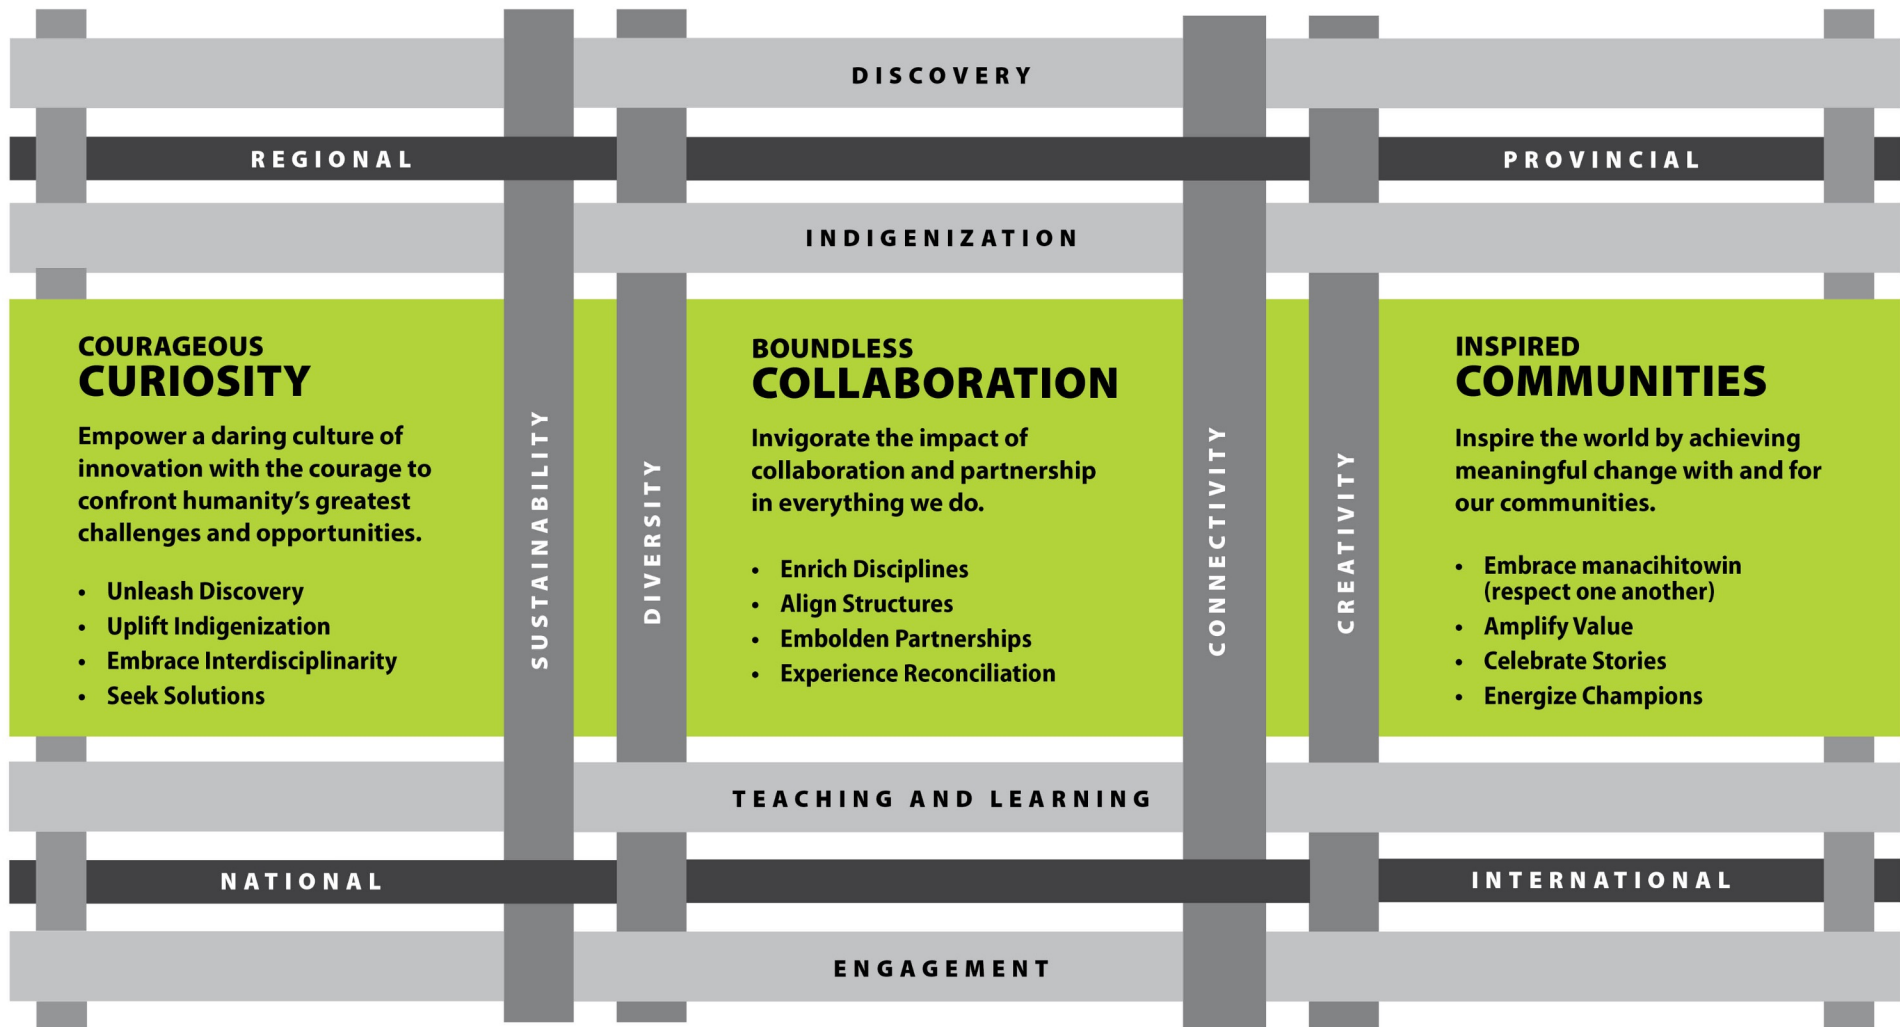 DISCOVERY
REGIONAL
PROVINCIAL
INDIGENIZATION
COURAGEOUS
CURIOSITY
Empower a daring culture of
innovation with the courage to
confront humanity’s greatest
challenges and opportunities.
• Unleash Discovery
• Uplift Indigenization
• Embrace Interdisciplinarity
• Seek Solutions
SUSTAINABILITY
DIVERSITY
BOUNDLESS
COLLABORATION
Invigorate the impact of
collaboration and partnership
in everything we do.
• Enrich Disciplines
• Align Structures
• Embolden Partnerships
• Experience Reconciliation
CONNECTIVITY
CREATIVITY
INSPIRED
COMMUNITIES
Inspire the world by achieving
meaningful change with and for
our communities.
• Embrace manacihitowin
(respect one another)
• Amplify Value
• Celebrate Stories
• Energize Champions
TEACHING AND LEARNING
NATIONAL
INTERNATIONAL
ENGAGEMENT